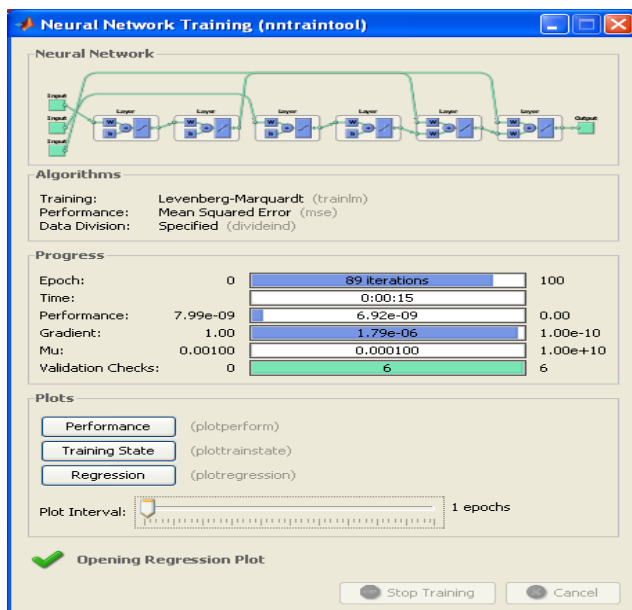 Neural Network Training (nntraintool)
Neural Network
Input
Input
Input
Layer
Layer
Layer
Layer
Layer
Layer
Output
W
b
W
b
W
b
W
b
W
W
W
W
Algorithms
Training: Levenberg-Marquardt (trainlm)
Performance: Mean Squared Error (mse)
Data Division: Specified (divideind)
Progress
Epoch: 0 89 iterations 100
Time: 0:00:15
Performance: 7.99e-09 6.92e-09 0.00
Gradient: 1.00 1.79e-06 1.00e-10
Mu: 0.00100 0.000100 1.00e+10
Validation Checks: 0 6 6
Plots
Performance (plotperform)
Training State (plottrainstate)
Regression (plotregression)
Plot Interval: 1 epochs
Opening Regression Plot
Stop Training Cancel